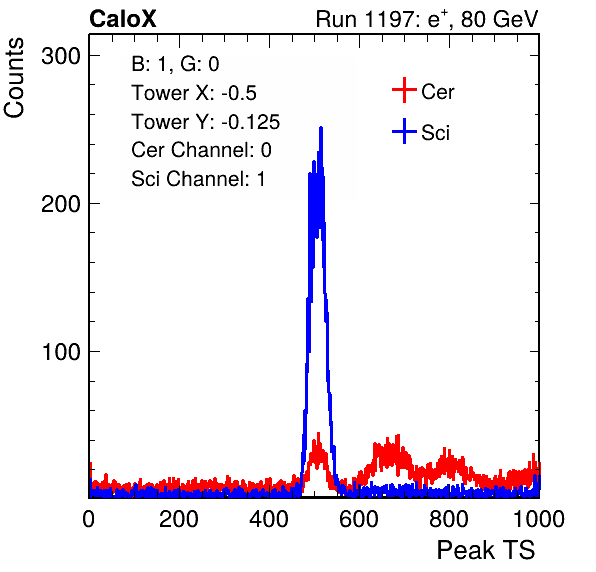 CaloX Run 1197: e⁺, 80 GeV
Counts
300
200
100
B: 1, G: 0
Tower X: -0.5
Tower Y: -0.125
Cer Channel: 0
Sci Channel: 1
Cer
Sci
0 200 400 600 800 1000
Peak TS